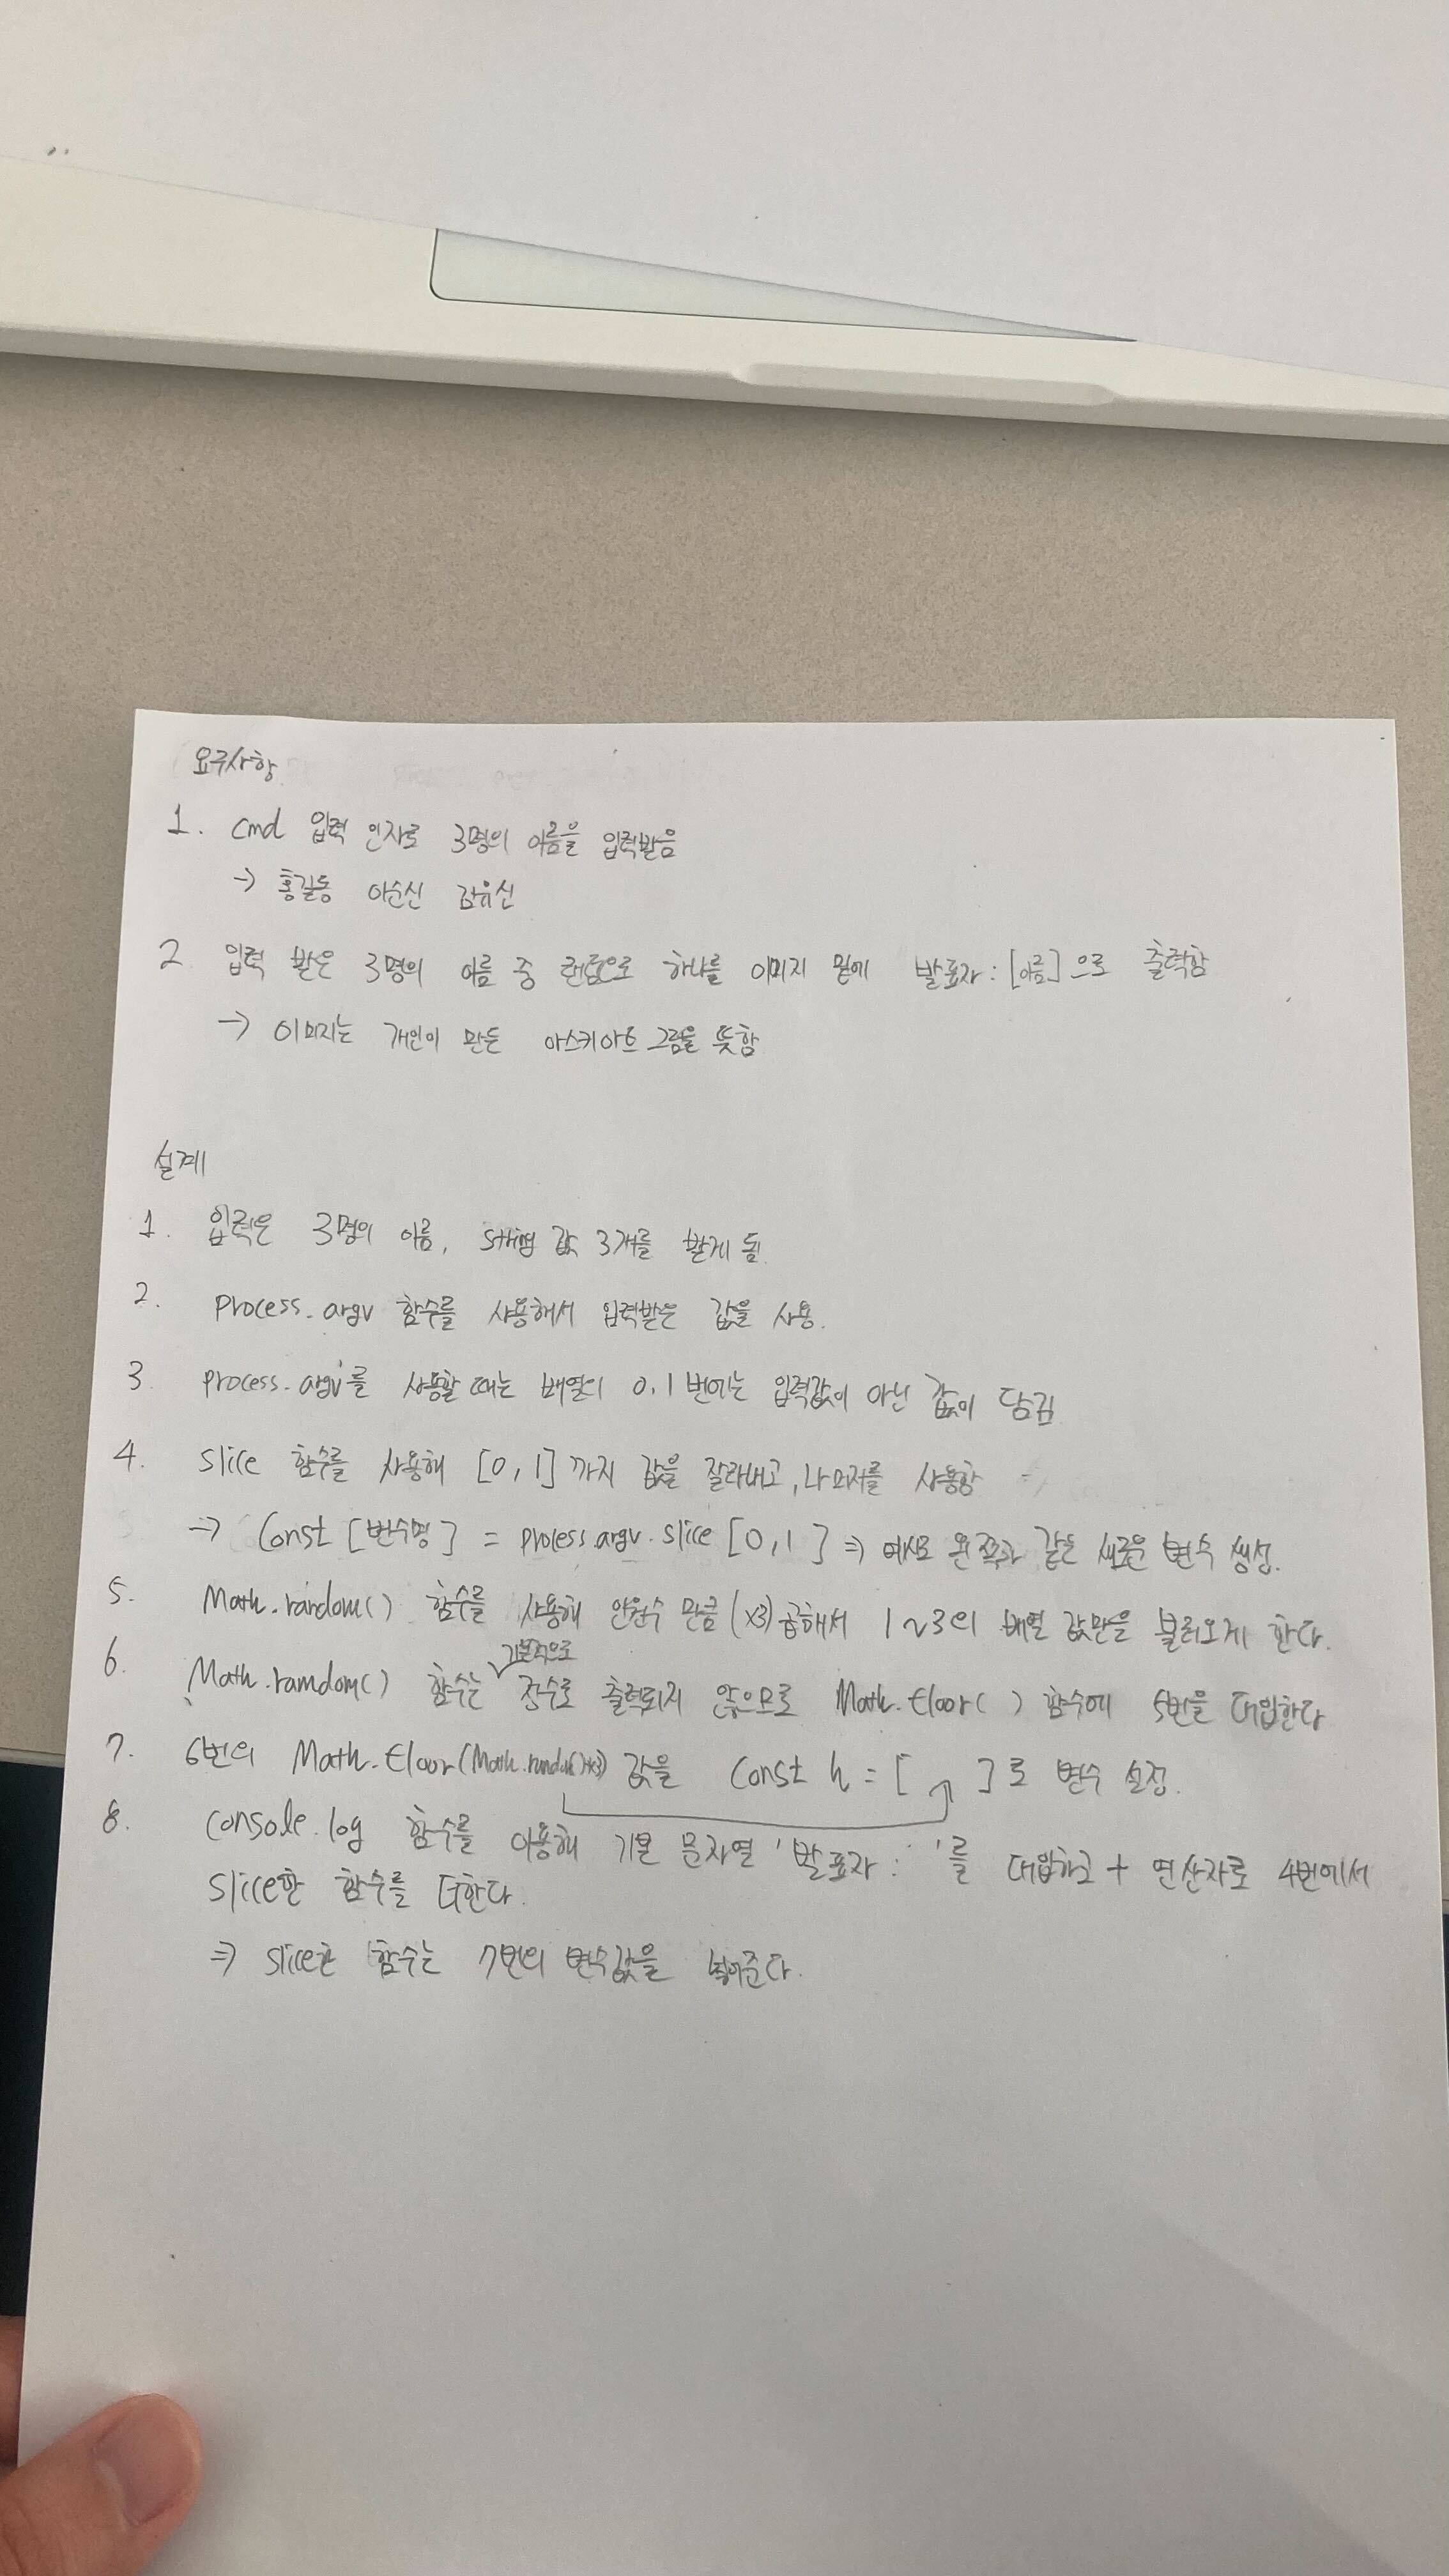 요구사항
1. cmd 입력 인자로 3명의 이름을 입력받음
→ 홍길동 이순신 김유신
2 입력 받은 3명의 이름 중 랜덤으로 하나를 이미지 밑에 발표자 : [이름] 으로 출력함
→ 이미지는 개인이 만든 아스키아트 그림을 뜻함
설계
1. 입력은 3명의 이름, string 값 3개를 받게 됨
2. process.argv 함수를 사용해서 입력받은 값을 사용.
3 process.argv를 사용할 때는 배열의 0,1번에는 입력값이 아닌 값이 담김
4. slice 함수를 사용해 [0,1] 까지 값을 잘라내고, 나머지를 사용함
→ Const [변수명] = process.argv.slice [0,1] ⇒ 예시로 왼쪽과 같은 새로운 변수 생성.
5. Math.random() 함수를 사용해 인원수 만큼 (x3) 곱해서 1~3의 배열 값만을 불러오게 한다.
6. Math.ramdom() 함수는 기본적으로 정수로 출력되지 않으므로 Math.floor( ) 함수에 5번을 대입한다
7. 6번의 Math.floor(Math.random()*3) 값을 Const h = [ ] 로 변수 설정.
8. console.log 함수를 이용해 기본 문자열 '발표자: '를 대입하고 + 연산자로 4번에서
slice한 함수를 더한다.
⇒ slice한 함수는 7번의 변수값을 넣어준다.